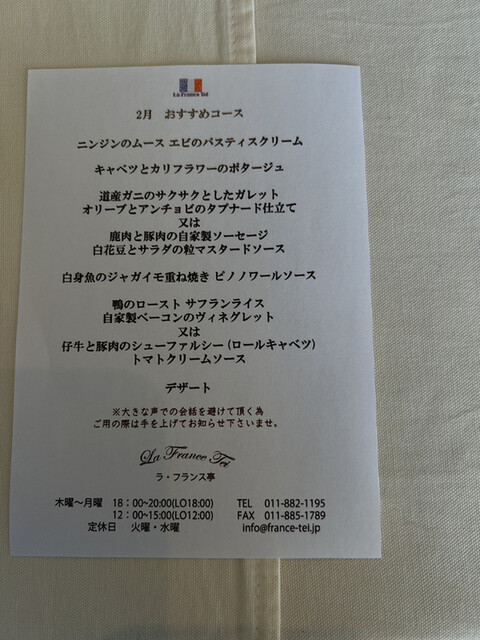 La France Tei
2月 おすすめコース
ニンジンのムース エビのパスティスクリーム
キャベツとカリフラワーのポタージュ
道産ガニのサクサクとしたガレット
オリーブとアンチョビのタプナード仕立て
又は
鹿肉と豚肉の自家製ソーセージ
白花豆とサラダの粒マスタードソース
白身魚のジャガイモ重ね焼き ピノノワールソース
鴨のロースト サフランライス
自家製ベーコンのヴィネグレット
又は
仔牛と豚肉のシューファルシー (ロールキャベツ)
トマトクリームソース
デザート
※大きな声での会話を避けて頂く為
ご用の際は手を上げてお知らせ下さいませ。
La France Tei
ラ・フランス亭
木曜～月曜 18:00~20:00(LO18:00) TEL 011-882-1195
12:00~15:00(LO12:00) FAX 011-885-1789
定休日 火曜・水曜 info@france-tei.jp